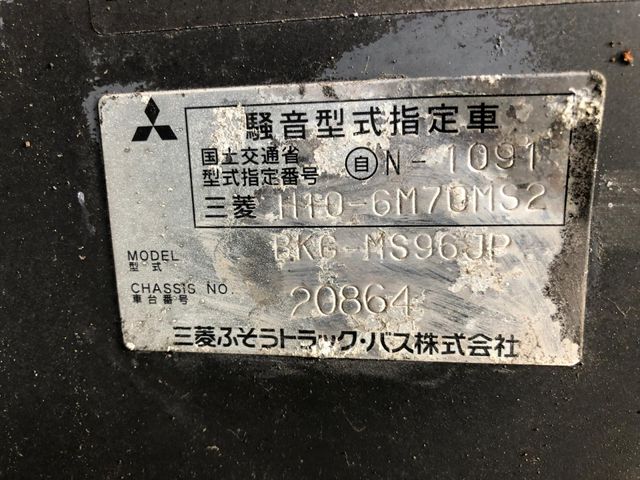 騒音型式指定車
国土交通省
型式指定番号 自N-1091
三菱 H10-6M70MS2
MODEL
型式 BKG-MS96JP
CHASSIS NO.
車台番号 20864
三菱ふそうトラック・バス株式会社